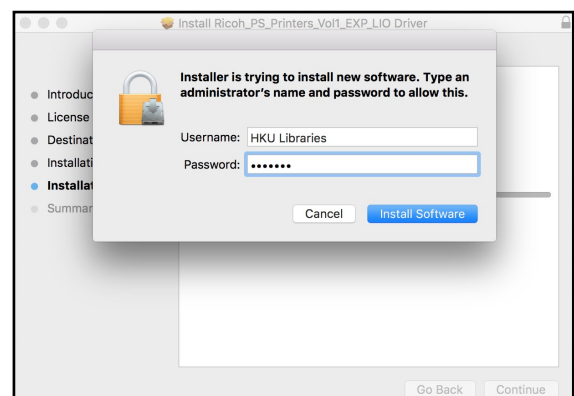 Install Ricoh_PS_Printers_Vol1_EXP_LIO Driver
Installer is trying to install new software. Type an
administrator's name and password to allow this.
Username: HKU Libraries
Password: •••••••
Cancel Install Software
Introduc
License
Destinat
Installati
Installat
Summar
Go Back Continue